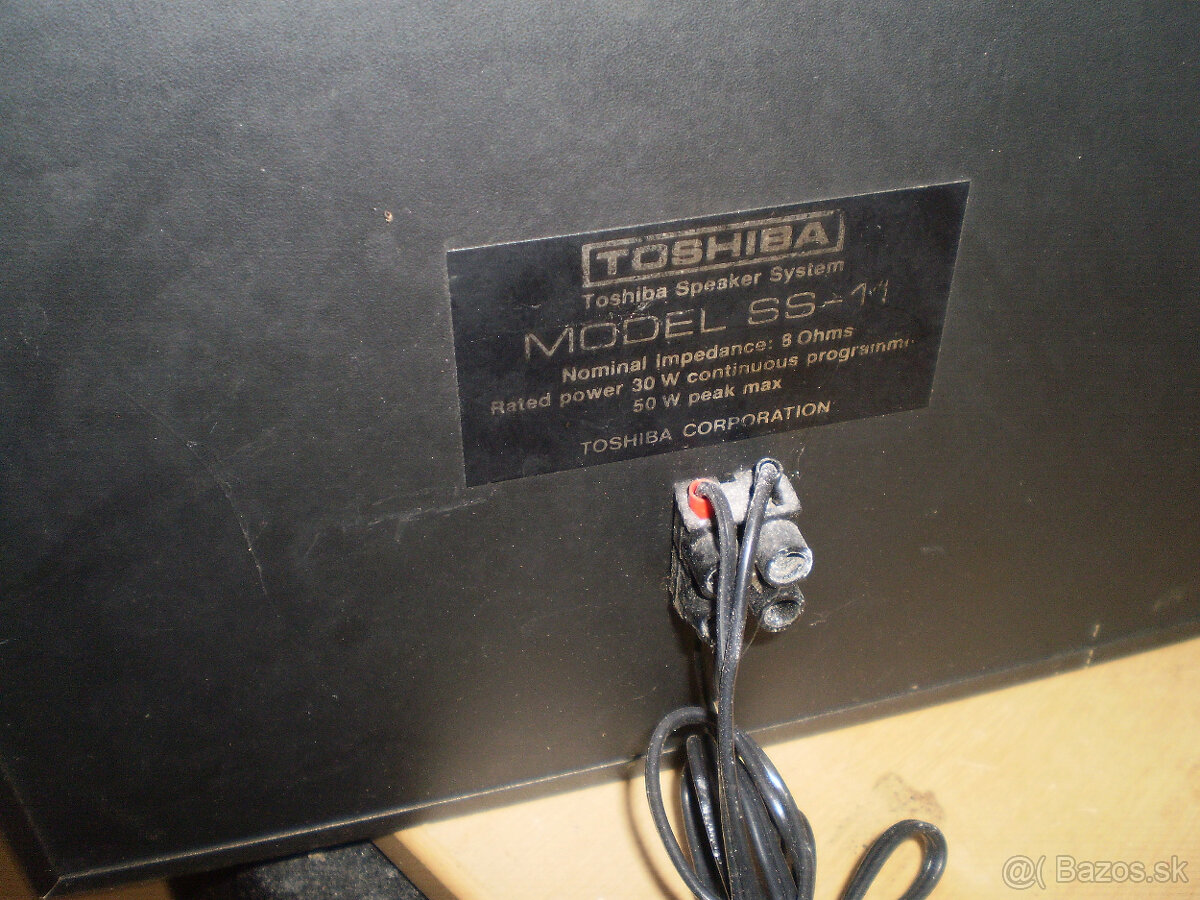 TOSHIBA
Toshiba Speaker System
MODEL SS-11
Nominal Impedance: 8 Ohms
Rated power 30 W continuous programm
50 W peak max
TOSHIBA CORPORATION
@( Bazos.sk